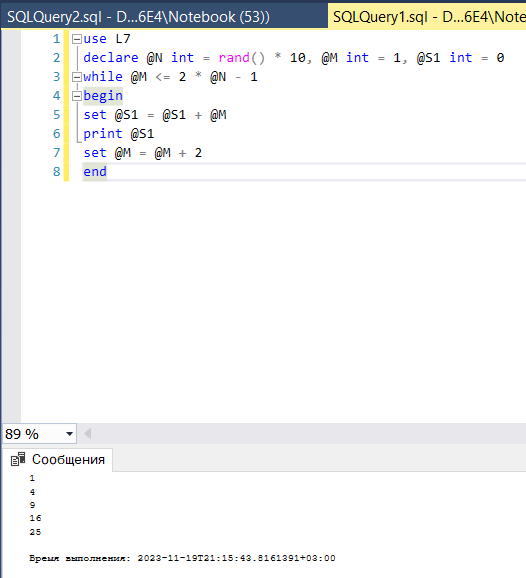 SQLQuery2.sql - D...6E4\Notebook (53))
SQLQuery1.sql - D...6E4\Note
1 use L7
2 declare @N int = rand() * 10, @M int = 1, @S1 int = 0
3 while @M <= 2 * @N - 1
4 begin
5 set @S1 = @S1 + @M
6 print @S1
7 set @M = @M + 2
8 end
89 %
Сообщения
1
4
9
16
25
Время выполнения: 2023-11-19T21:15:43.8161391+03:00